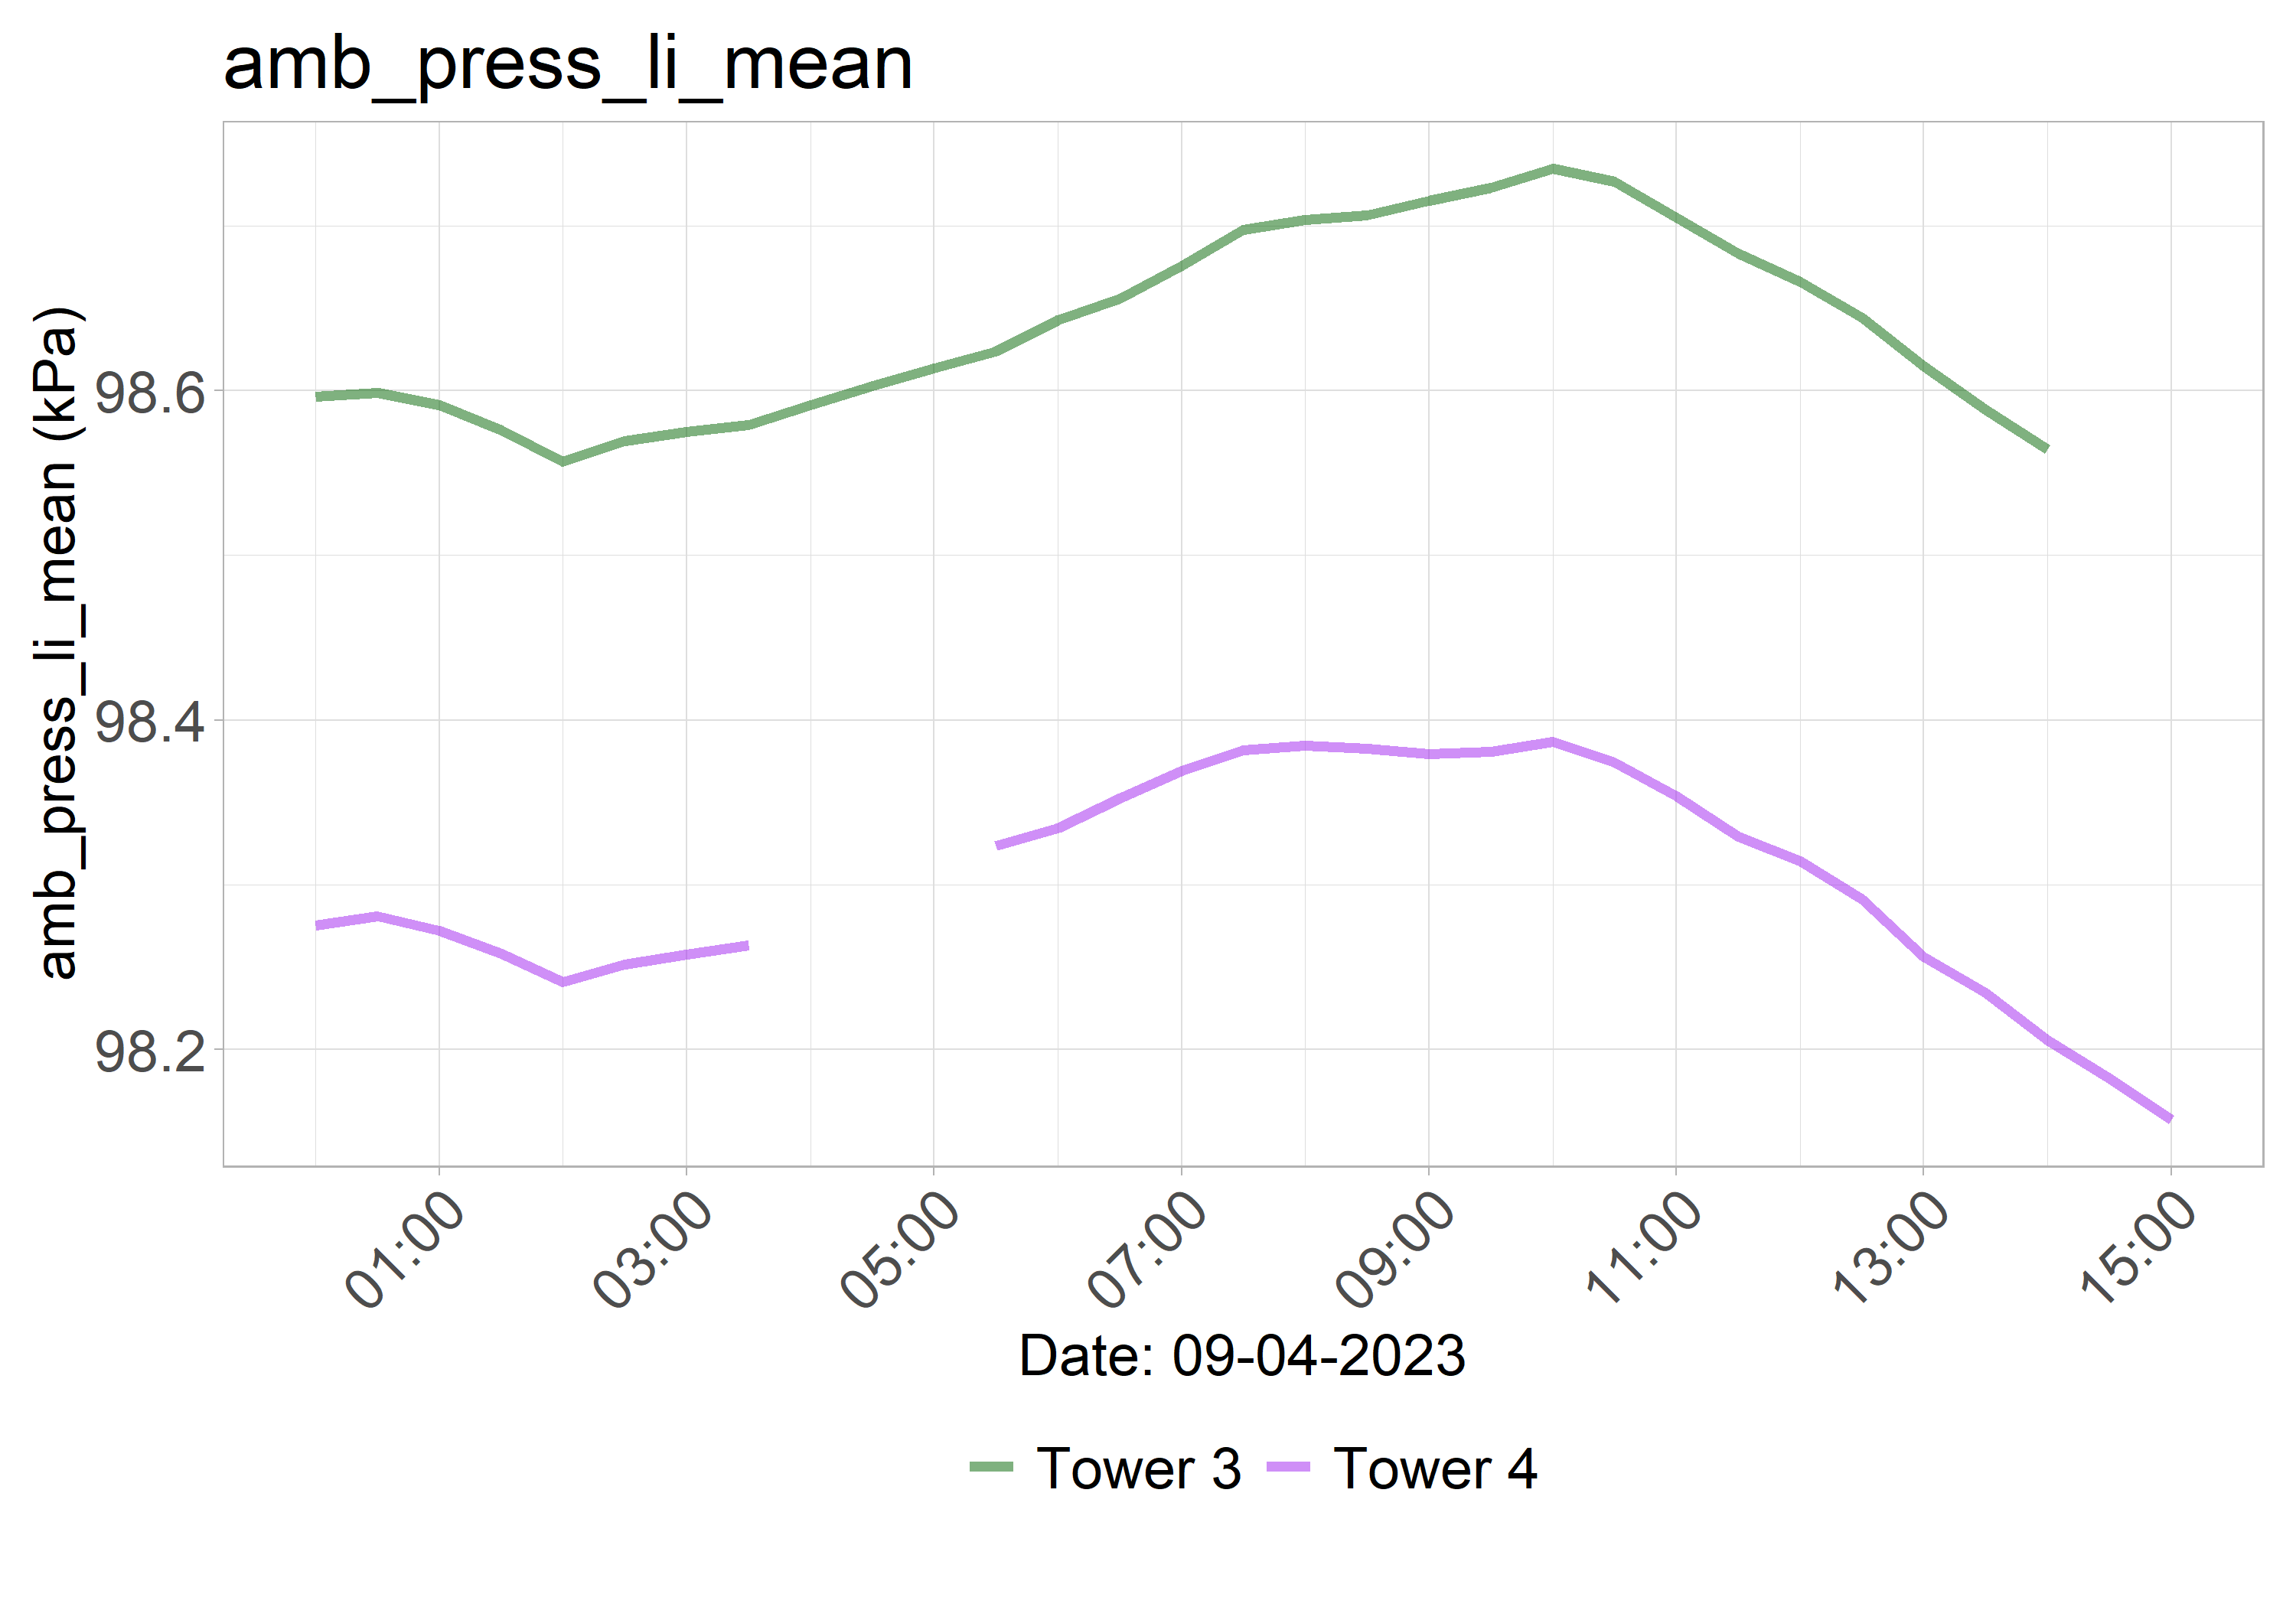 amb_press_li_mean
amb_press_li_mean (kPa)
98.6
98.4
98.2
01:00
03:00
05:00
07:00
09:00
11:00
13:00
15:00
Date: 09-04-2023
Tower 3
Tower 4